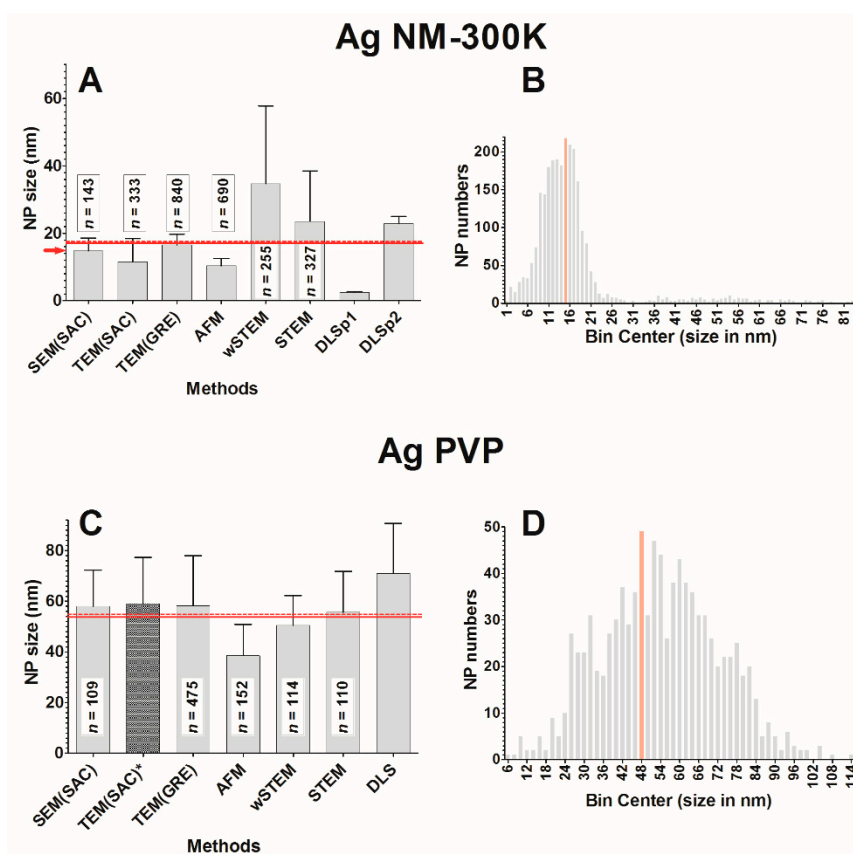 Ag NM-300K
A
B
NP size (nm)
60
40
20
0
n = 143
n = 333
n = 840
n = 690
n = 255
n = 327
SEM(SAC)
TEM(SAC)
TEM(GRE)
AFM
wSTEM
STEM
DLSp1
DLSp2
Methods
NP numbers
200
150
100
50
0
1
6
11
16
21
26
31
36
41
46
51
56
61
66
71
76
81
Bin Center (size in nm)
Ag PVP
C
D
NP size (nm)
80
60
40
20
0
n = 109
n = 475
n = 152
n = 114
n = 110
SEM(SAC)
TEM(SAC)*
TEM(GRE)
AFM
wSTEM
STEM
DLS
Methods
NP numbers
50
40
30
20
10
0
6
12
18
24
30
36
42
48
54
60
66
72
78
84
90
96
102
108
114
Bin Center (size in nm)